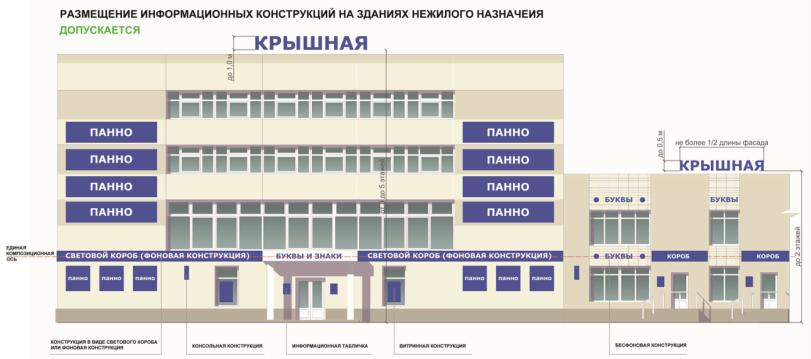 РАЗМЕЩЕНИЕ ИНФОРМАЦИОННЫХ КОНСТРУКЦИЙ НА ЗДАНИЯХ НЕЖИЛОГО НАЗНАЧЕИЯ
ДОПУСКАЕТСЯ
до 1,0 м
КРЫШНАЯ
ПАННО ПАННО
ПАННО ПАННО
ПАННО ПАННО
ПАННО ПАННО
до 5 этажей
до 0,5 м
не более 1/2 длины фасада
КРЫШНАЯ
БУКВЫ БУКВЫ
до 2 этажей
ЕДИНАЯ
КОМПОЗИЦИОННАЯ
ОСЬ
СВЕТОВОЙ КОРОБ (ФОНОВАЯ КОНСТРУКЦИЯ) БУКВЫ И ЗНАКИ СВЕТОВОЙ КОРОБ (ФОНОВАЯ КОНСТРУКЦИЯ) БУКВЫ КОРОБ КОРОБ
ПАННО ПАННО ПАННО ПАННО ПАННО ПАННО
КОНСТРУКЦИЯ В ВИДЕ СВЕТОВОГО КОРОБА
ИЛИ ФОНОВАЯ КОНСТРУКЦИЯ
КОНСОЛЬНАЯ КОНСТРУКЦИЯ
ИНФОРМАЦИОННАЯ ТАБЛИЧКА
ВИТРИННАЯ КОНСТРУКЦИЯ
БЕСФОНОВАЯ КОНСТРУКЦИЯ